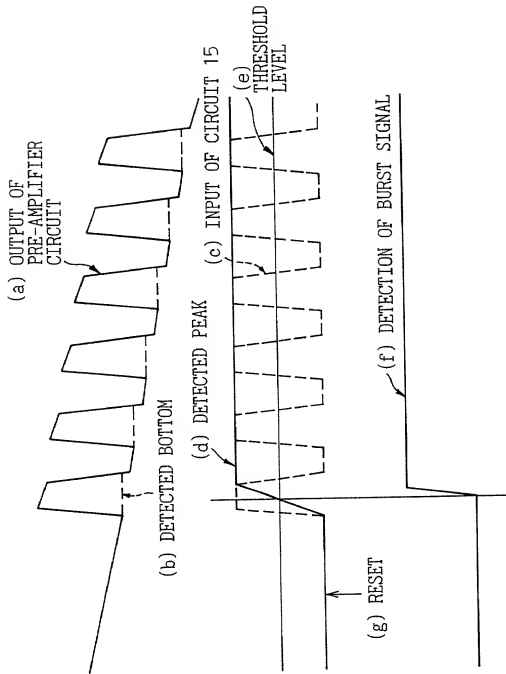 (a) OUTPUT OF
PRE-AMPLIFIER
CIRCUIT
(b) DETECTED BOTTOM
(c) INPUT OF CIRCUIT 15
(d) DETECTED PEAK
(e)
THRESHOLD
LEVEL
(f) DETECTION OF BURST SIGNAL
(g) RESET